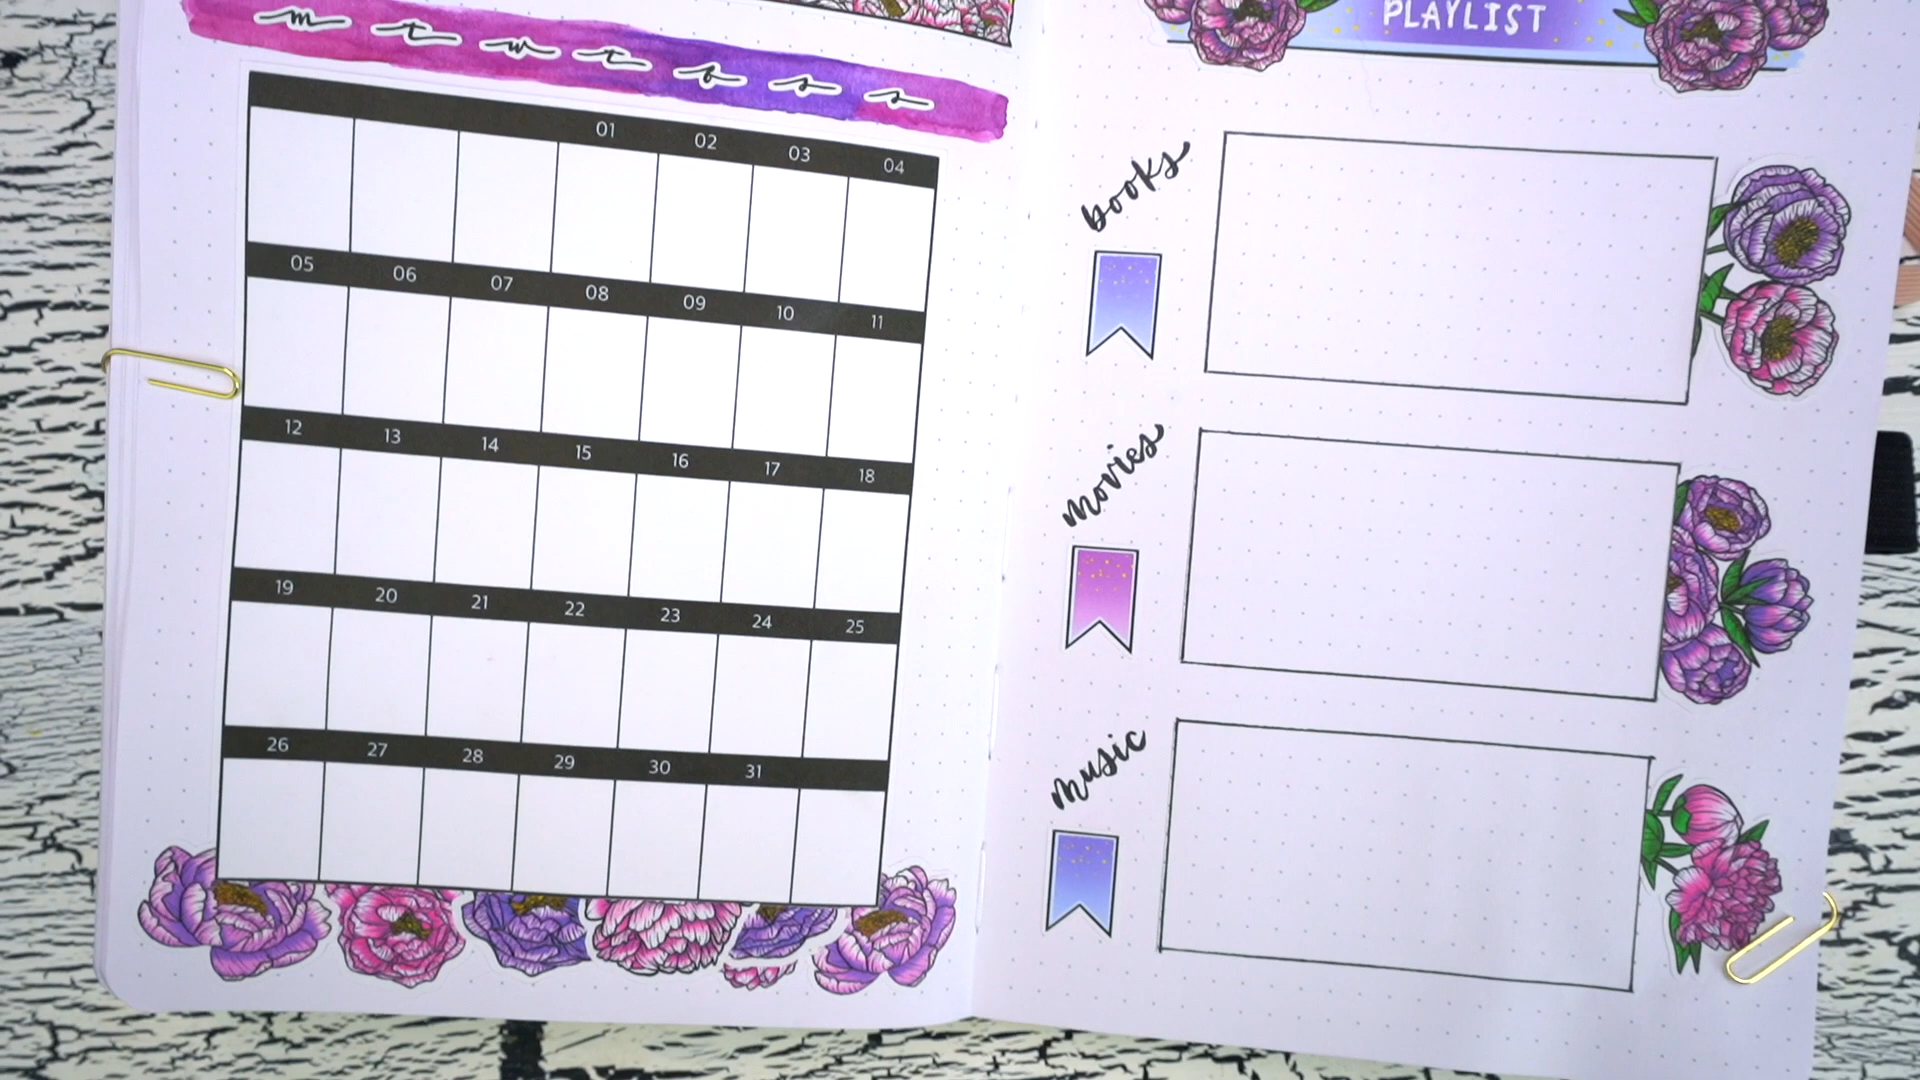 m t w t f s s
01 02 03 04
05 06 07 08 09 10 11
12 13 14 15 16 17 18
19 20 21 22 23 24 25
26 27 28 29 30 31
PLAYLIST
books
movies
music